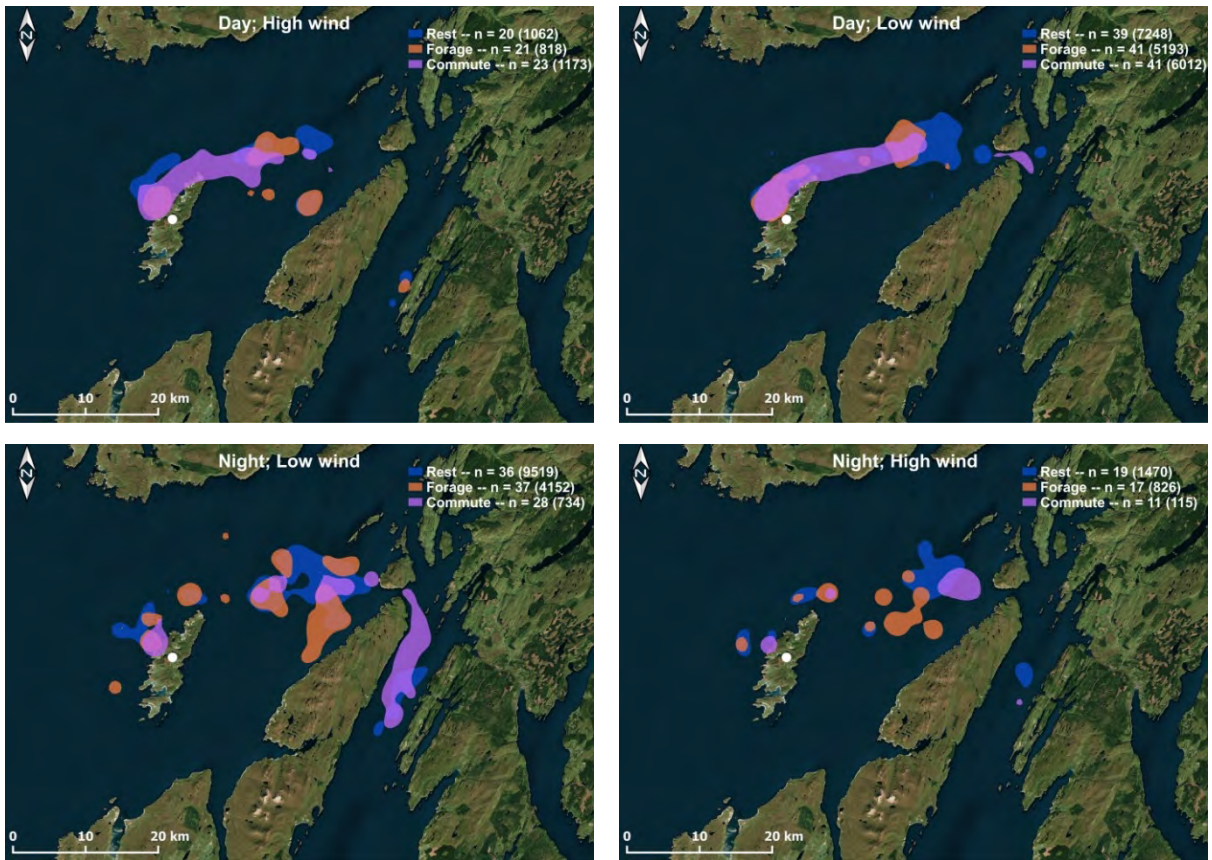 Day; High wind
Rest -- n = 20 (1062)
Forage -- n = 21 (818)
Commute -- n = 23 (1173)
N
0 10 20 km
Day; Low wind
Rest -- n = 39 (7248)
Forage -- n = 41 (5193)
Commute -- n = 41 (6012)
N
0 10 20 km
Night; Low wind
Rest -- n = 36 (9519)
Forage -- n = 37 (4152)
Commute -- n = 28 (734)
N
0 10 20 km
Night; High wind
Rest -- n = 19 (1470)
Forage -- n = 17 (826)
Commute -- n = 11 (115)
N
0 10 20 km